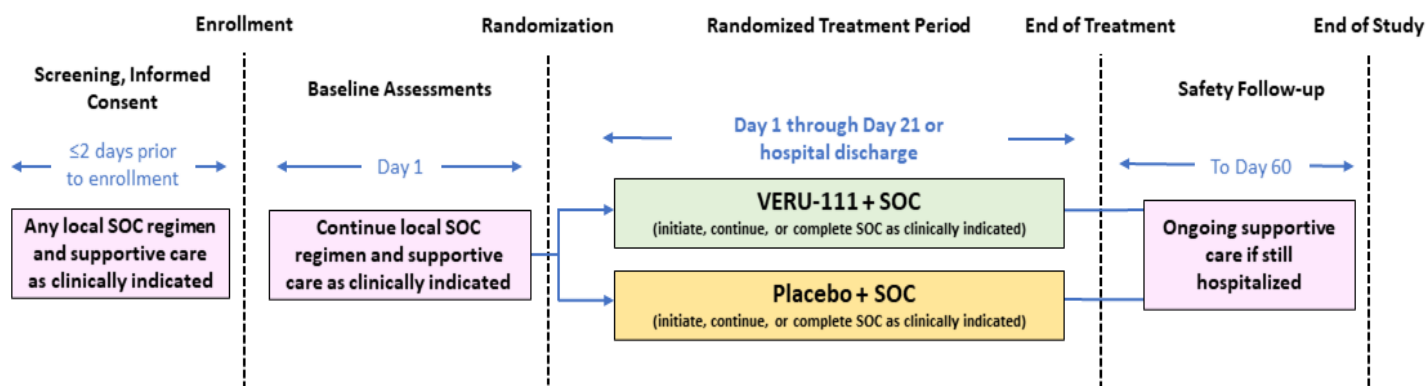 Enrollment
Randomization
Randomized Treatment Period
End of Treatment
End of Study
Screening, Informed
Consent
Baseline Assessments
Safety Follow-up
≤2 days prior
to enrollment
Day 1
Day 1 through Day 21 or
hospital discharge
To Day 60
Any local SOC regimen
and supportive care
as clinically indicated
Continue local SOC
regimen and supportive
care as clinically indicated
VERU-111 + SOC
(initiate, continue, or complete SOC as clinically indicated)
Placebo + SOC
(initiate, continue, or complete SOC as clinically indicated)
Ongoing supportive
care if still
hospitalized